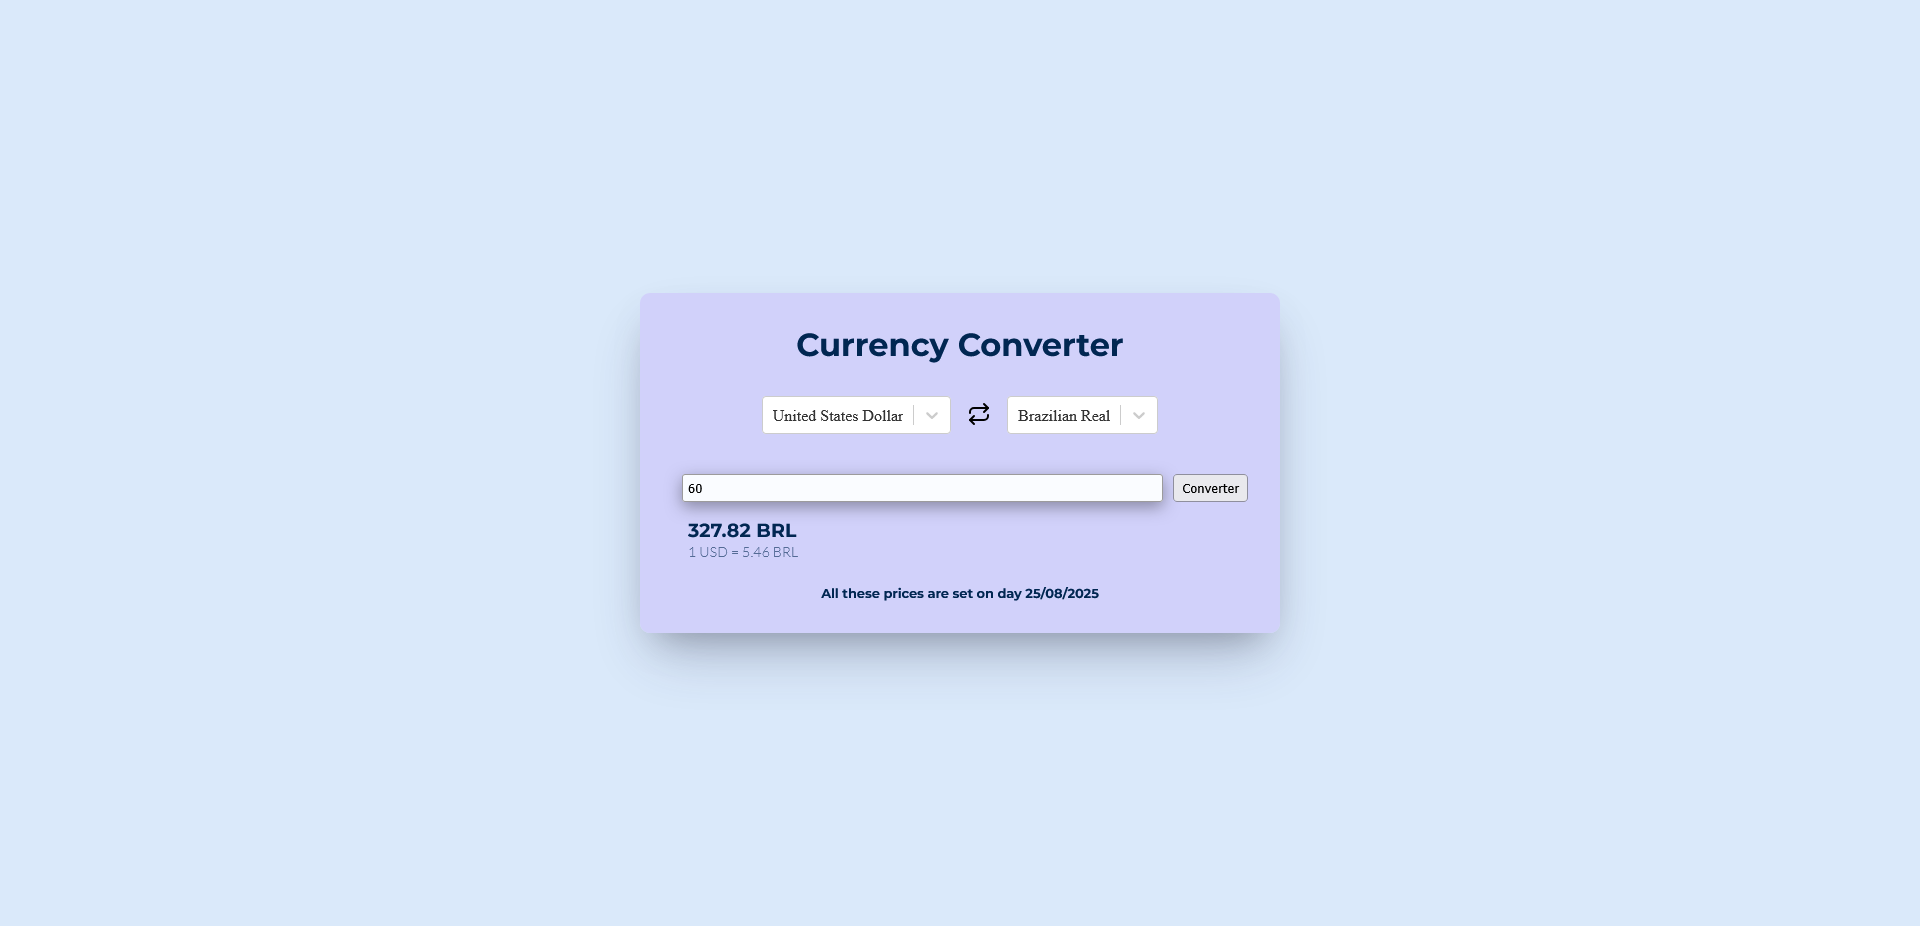 Currency Converter
United States Dollar
Brazilian Real
60
Converter
327.82 BRL
1 USD = 5.46 BRL
All these prices are set on day 25/08/2025